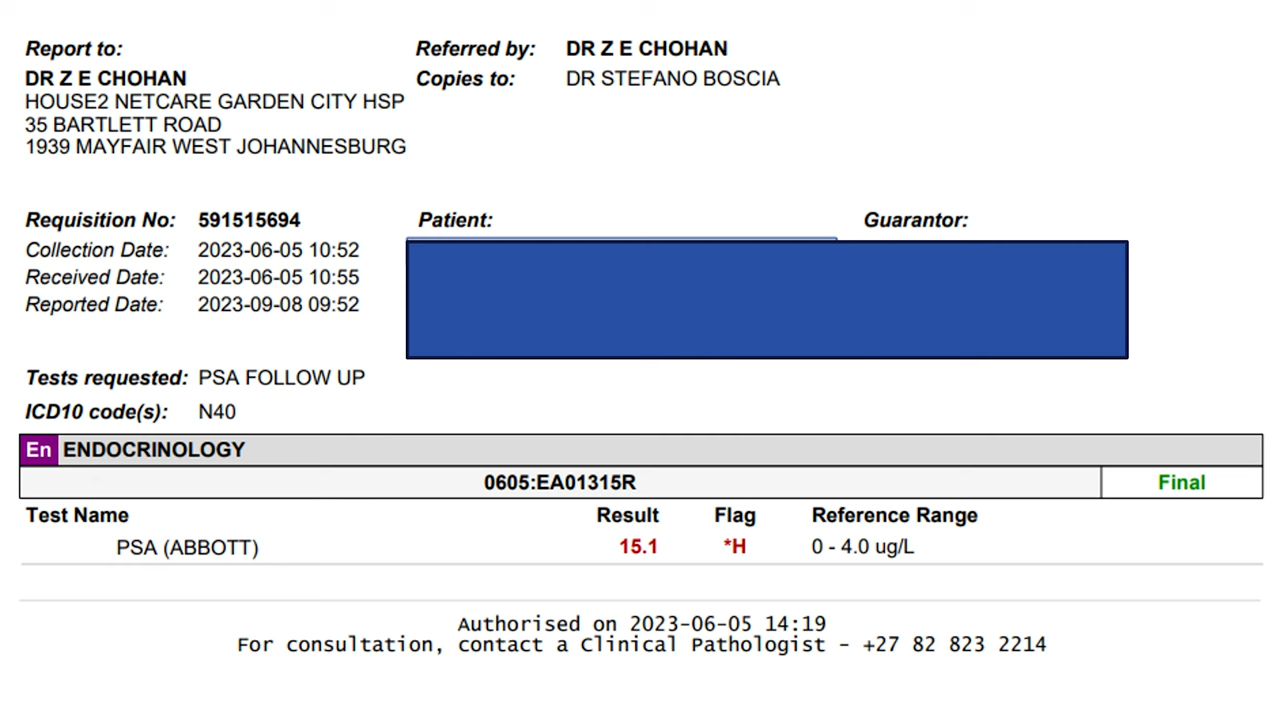 Report to: Referred by: DR Z E CHOHAN
DR Z E CHOHAN Copies to: DR STEFANO BOSCIA
HOUSE2 NETCARE GARDEN CITY HSP
35 BARTLETT ROAD
1939 MAYFAIR WEST JOHANNESBURG
Requisition No: 591515694 Patient: Guarantor:
Collection Date: 2023-06-05 10:52
Received Date: 2023-06-05 10:55
Reported Date: 2023-09-08 09:52
Tests requested: PSA FOLLOW UP
ICD10 code(s): N40
En ENDOCRINOLOGY
0605:EA01315R Final
Test Name Result Flag Reference Range
PSA (ABBOTT) 15.1 *H 0 - 4.0 ug/L
Authorised on 2023-06-05 14:19
For consultation, contact a Clinical Pathologist - +27 82 823 2214